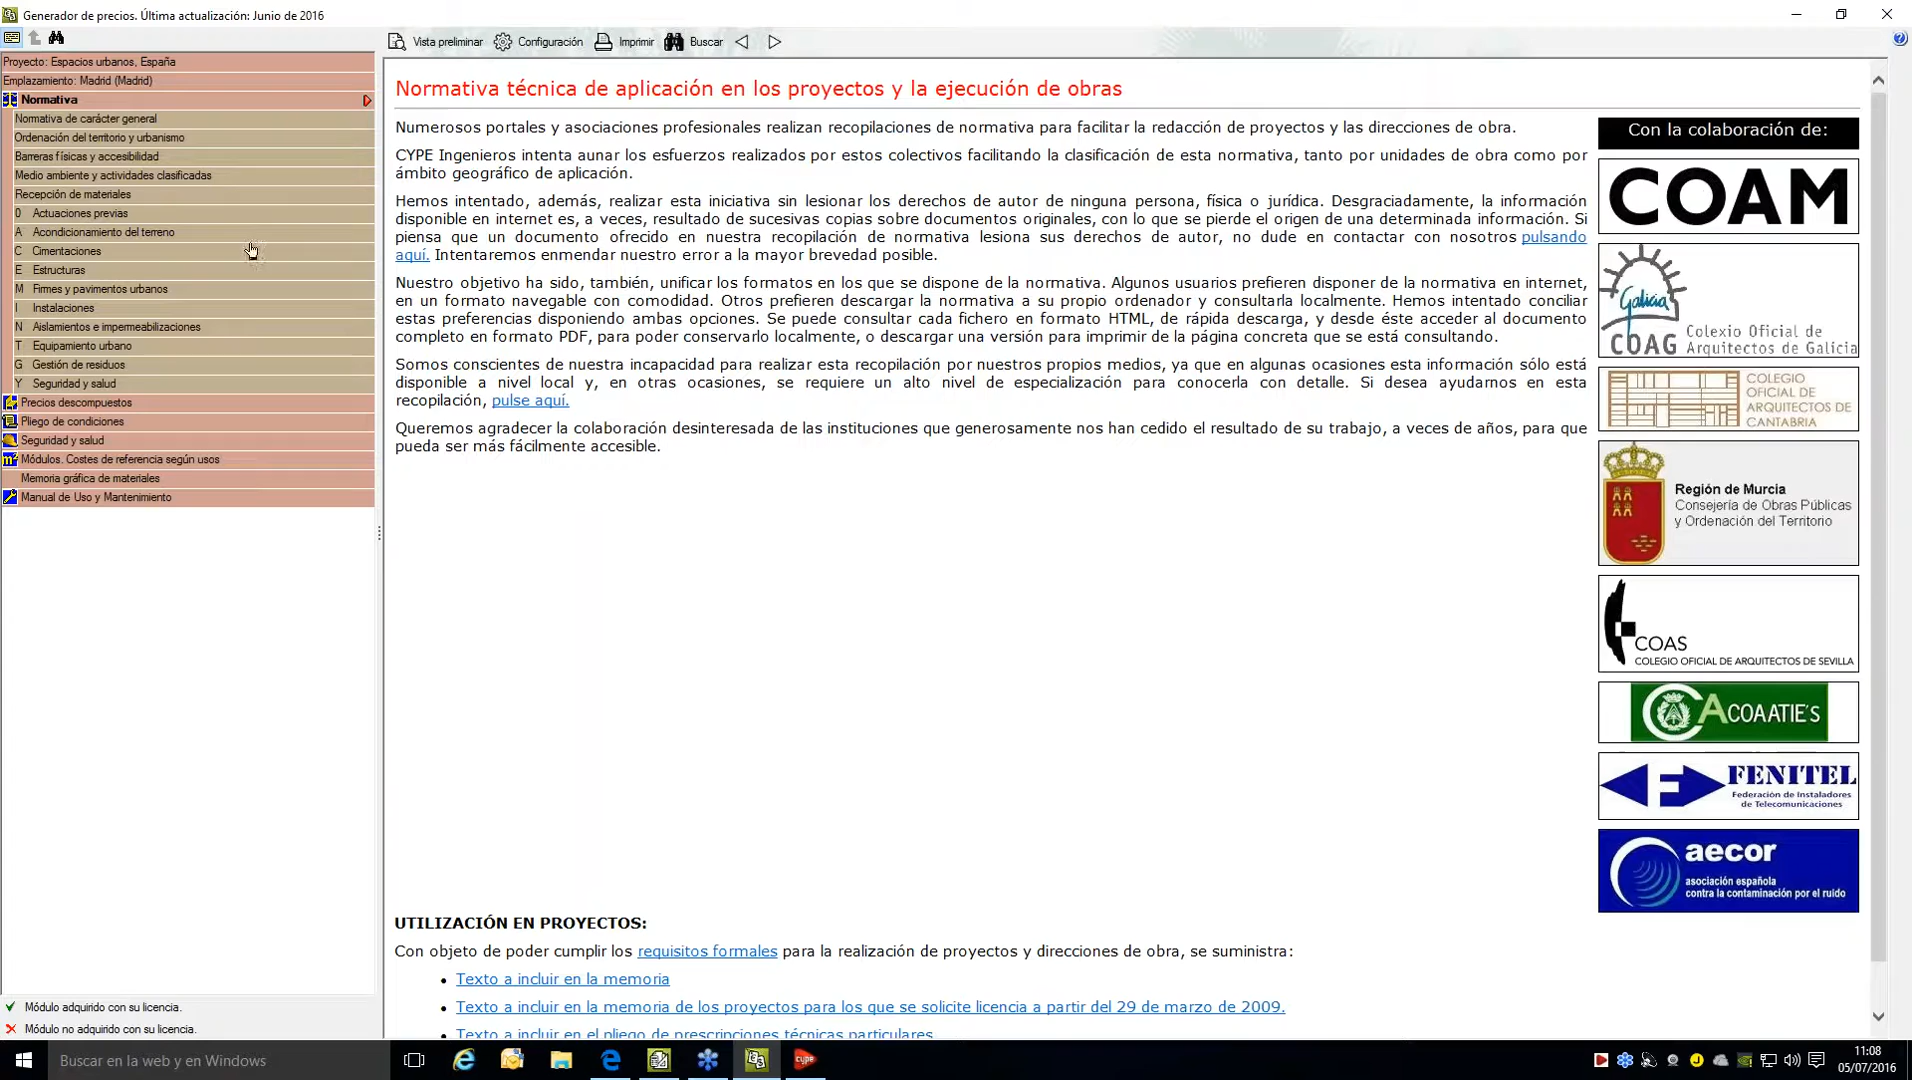 Generador de precios. Última actualización: Junio de 2016
Vista preliminar Configuración Imprimir Buscar
Proyecto: Espacios urbanos, España
Emplazamiento: Madrid (Madrid)
Normativa
Normativa de carácter general
Ordenación del territorio y urbanismo
Barreras físicas y accesibilidad
Medio ambiente y actividades clasificadas
Recepción de materiales
0 Actuaciones previas
A Acondicionamiento del terreno
C Cimentaciones
E Estructuras
M Firmes y pavimentos urbanos
I Instalaciones
N Aislamientos e impermeabilizaciones
T Equipamiento urbano
G Gestión de residuos
Y Seguridad y salud
Precios descompuestos
Pliego de condiciones
Seguridad y salud
m² Módulos. Costes de referencia según usos
Memoria gráfica de materiales
Manual de Uso y Mantenimiento
Módulo adquirido con su licencia.
Módulo no adquirido con su licencia.
Normativa técnica de aplicación en los proyectos y la ejecución de obras
Numerosos portales y asociaciones profesionales realizan recopilaciones de normativa para facilitar la redacción de proyectos y las direcciones de obra.
CYPE Ingenieros intenta aunar los esfuerzos realizados por estos colectivos facilitando la clasificación de esta normativa, tanto por unidades de obra como por
ámbito geográfico de aplicación.
Hemos intentado, además, realizar esta iniciativa sin lesionar los derechos de autor de ninguna persona, física o jurídica. Desgraciadamente, la información
disponible en internet es, a veces, resultado de sucesivas copias sobre documentos originales, con lo que se pierde el origen de una determinada información. Si
piensa que un documento ofrecido en nuestra recopilación de normativa lesiona sus derechos de autor, no dude en contactar con nosotros pulsando
aquí. Intentaremos enmendar nuestro error a la mayor brevedad posible.
Nuestro objetivo ha sido, también, unificar los formatos en los que se dispone de la normativa. Algunos usuarios prefieren disponer de la normativa en internet,
en un formato navegable con comodidad. Otros prefieren descargar la normativa a su propio ordenador y consultarla localmente. Hemos intentado conciliar
estas preferencias disponiendo ambas opciones. Se puede consultar cada fichero en formato HTML, de rápida descarga, y desde éste acceder al documento
completo en formato PDF, para poder conservarlo localmente, o descargar una versión para imprimir de la página concreta que se está consultando.
Somos conscientes de nuestra incapacidad para realizar esta recopilación por nuestros propios medios, ya que en algunas ocasiones esta información sólo está
disponible a nivel local y, en otras ocasiones, se requiere un alto nivel de especialización para conocerla con detalle. Si desea ayudarnos en esta
recopilación, pulse aquí.
Queremos agradecer la colaboración desinteresada de las instituciones que generosamente nos han cedido el resultado de su trabajo, a veces de años, para que
pueda ser más fácilmente accesible.
UTILIZACIÓN EN PROYECTOS:
Con objeto de poder cumplir los requisitos formales para la realización de proyectos y direcciones de obra, se suministra:
• Texto a incluir en la memoria
• Texto a incluir en la memoria de los proyectos para los que se solicite licencia a partir del 29 de marzo de 2009.
• Texto a incluir en el pliego de prescripciones técnicas particulares
Con la colaboración de:
COAM
Galicia
COAG
Colexio Oficial de
Arquitectos de Galicia
COLEGIO
OFICIAL DE
ARQUITECTOS DE
CANTABRIA
Región de Murcia
Consejería de Obras Públicas
y Ordenación del Territorio
COAS
COLEGIO OFICIAL DE ARQUITECTOS DE SEVILLA
ACOAATIE'S
F FENITEL
Federación de Instaladores
de Telecomunicaciones
aecor
asociación española
contra la contaminación por el ruido
Buscar en la web y en Windows
cype
11:08
05/07/2016